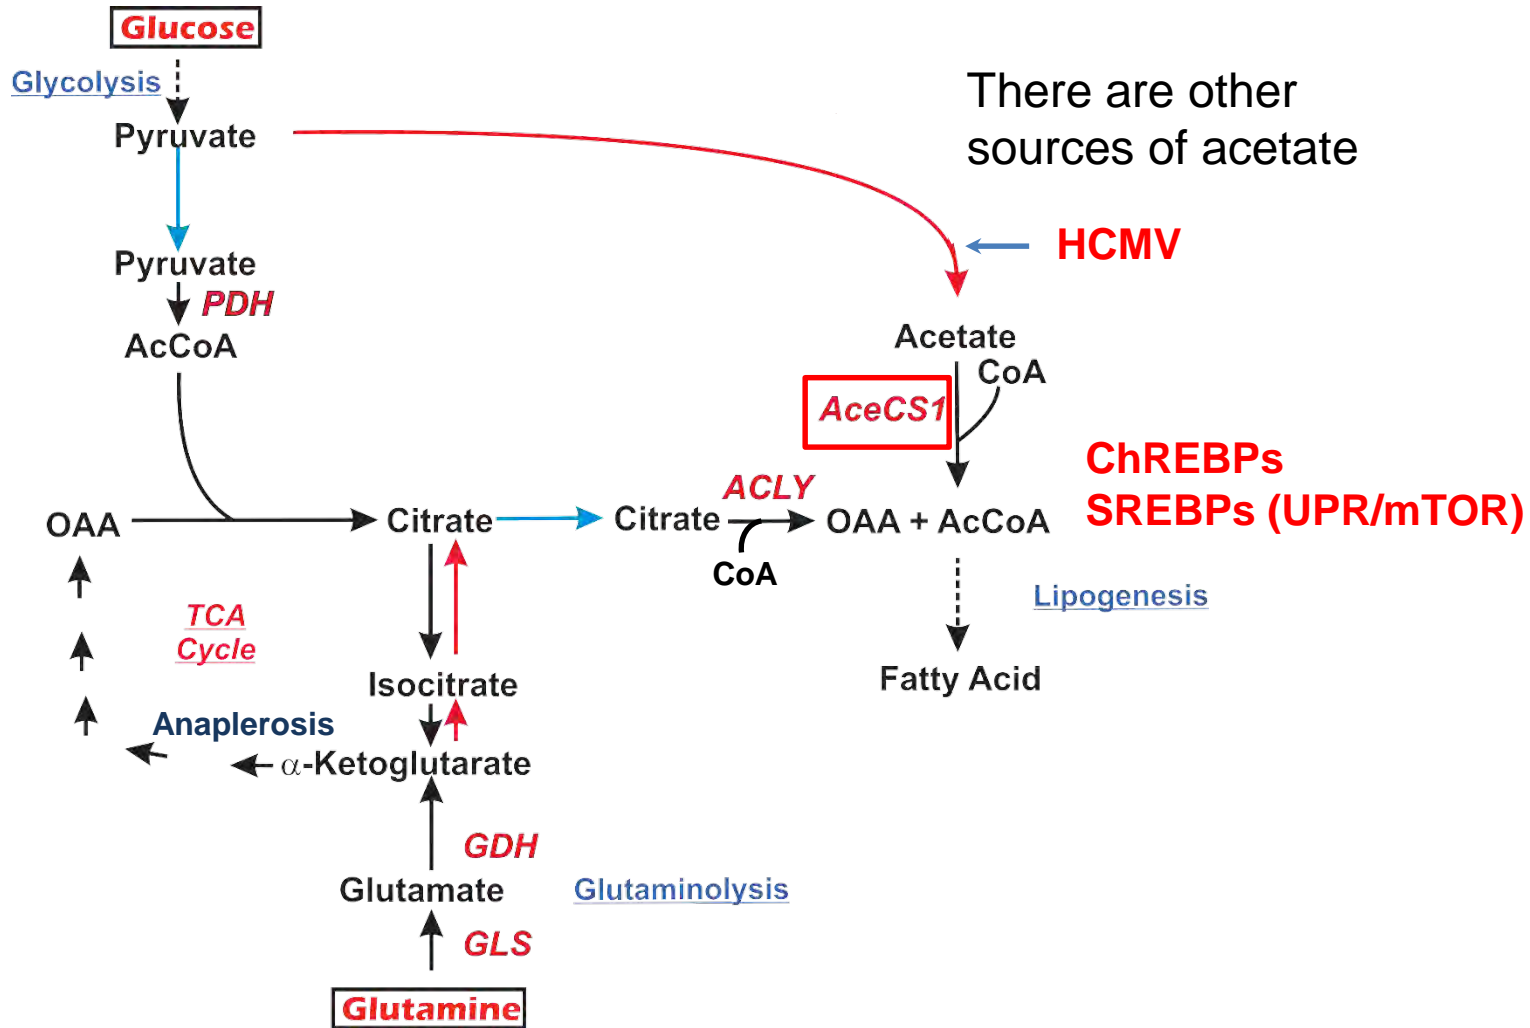 Glucose
Glycolysis
Pyruvate
There are other
sources of acetate
HCMV
Pyruvate
PDH
AcCoA
Acetate
CoA
AceCS1
ChREBPs
SREBPs (UPR/mTOR)
ACLY
OAA
Citrate
Citrate
OAA + AcCoA
CoA
Lipogenesis
TCA
Cycle
Isocitrate
Fatty Acid
Anaplerosis
α-Ketoglutarate
GDH
Glutamate
Glutaminolysis
GLS
Glutamine